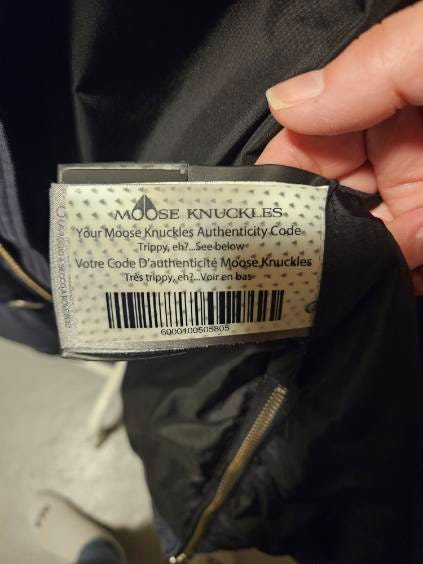 MOOSE KNUCKLES
Your Moose Knuckles Authenticity Code
Trippy, eh?...See below
Votre Code D'authenticité Moose Knuckles
Très trippy, eh?...Voir en bas
6000100505805